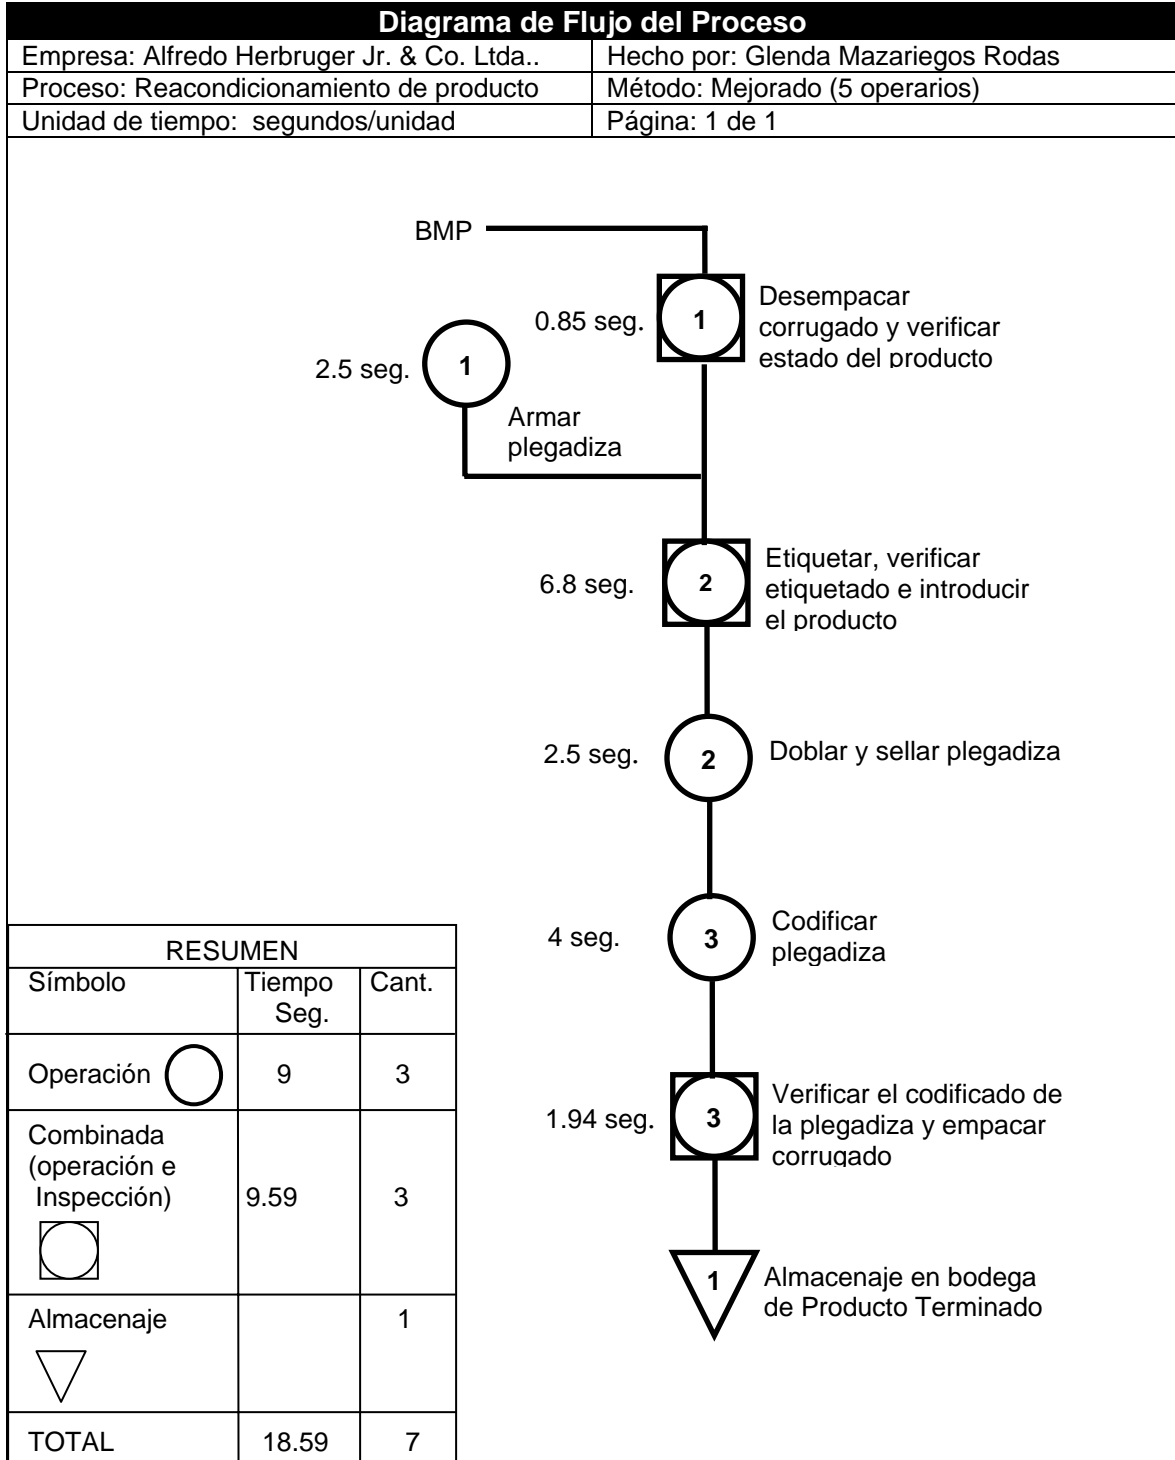 Diagrama de Flujo del Proceso
Empresa: Alfredo Herbruger Jr. & Co. Ltda..
Hecho por: Glenda Mazariegos Rodas
Proceso: Reacondicionamiento de producto
Método: Mejorado (5 operarios)
Unidad de tiempo: segundos/unidad
Página: 1 de 1
BMP
0.85 seg.
1
Desempacar
corrugado y verificar
estado del producto
2.5 seg.
1
Armar
plegadiza
6.8 seg.
2
Etiquetar, verificar
etiquetado e introducir
el producto
2.5 seg.
2
Doblar y sellar plegadiza
4 seg.
3
Codificar
plegadiza
1.94 seg.
3
Verificar el codificado de
la plegadiza y empacar
corrugado
1
Almacenaje en bodega
de Producto Terminado
RESUMEN
Símbolo
Tiempo
Seg.
Cant.
Operación
9
3
Combinada
(operación e
Inspección)
9.59
3
Almacenaje
1
TOTAL
18.59
7